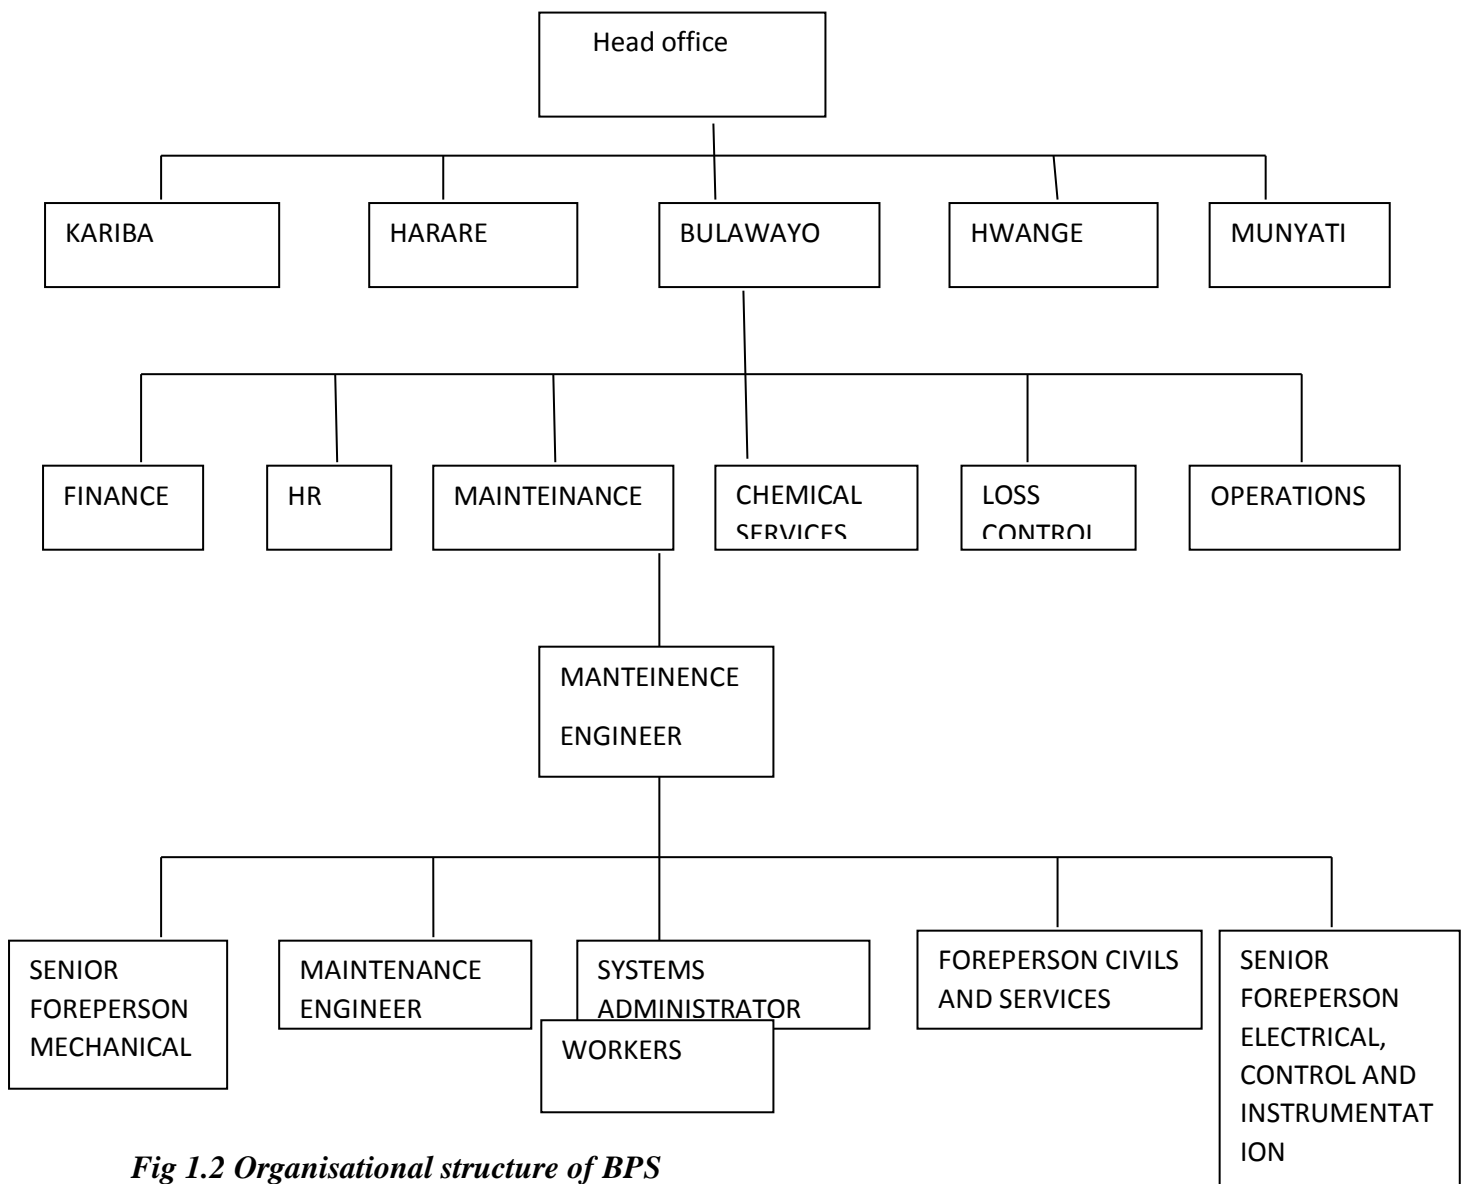 Head office
KARIBA
HARARE
BULAWAYO
HWANGE
MUNYATI
FINANCE
HR
MAINTEINANCE
CHEMICAL
SERVICES
LOSS
CONTROL
OPERATIONS
MANTEINENCE
ENGINEER
SENIOR
FOREPERSON
MECHANICAL
MAINTENANCE
ENGINEER
SYSTEMS
ADMINISTRATOR
WORKERS
FOREPERSON CIVILS
AND SERVICES
SENIOR
FOREPERSON
ELECTRICAL,
CONTROL AND
INSTRUMENTAT
ION
Fig 1.2 Organisational structure of BPS